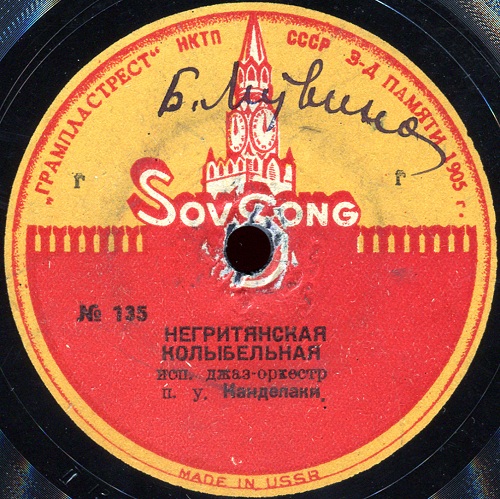 „ГРАМПЛАСТРЕСТ“ НКТП СССР З-Д ПАМЯТИ 1905 г.
Г Г
SOVSONG
№ 135
НЕГРИТЯНСКАЯ
КОЛЫБЕЛЬНАЯ
исп. джаз-оркестр
п. у. Канделаки
MADE IN USSR